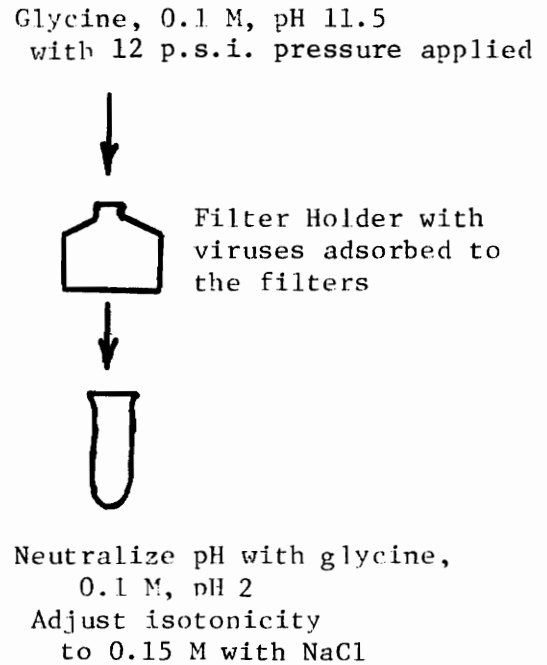 Glycine, 0.1 M, pH 11.5
with 12 p.s.i. pressure applied
Filter Holder with
viruses adsorbed to
the filters
Neutralize pH with glycine,
0.1 M, pH 2
Adjust isotonicity
to 0.15 M with NaCl